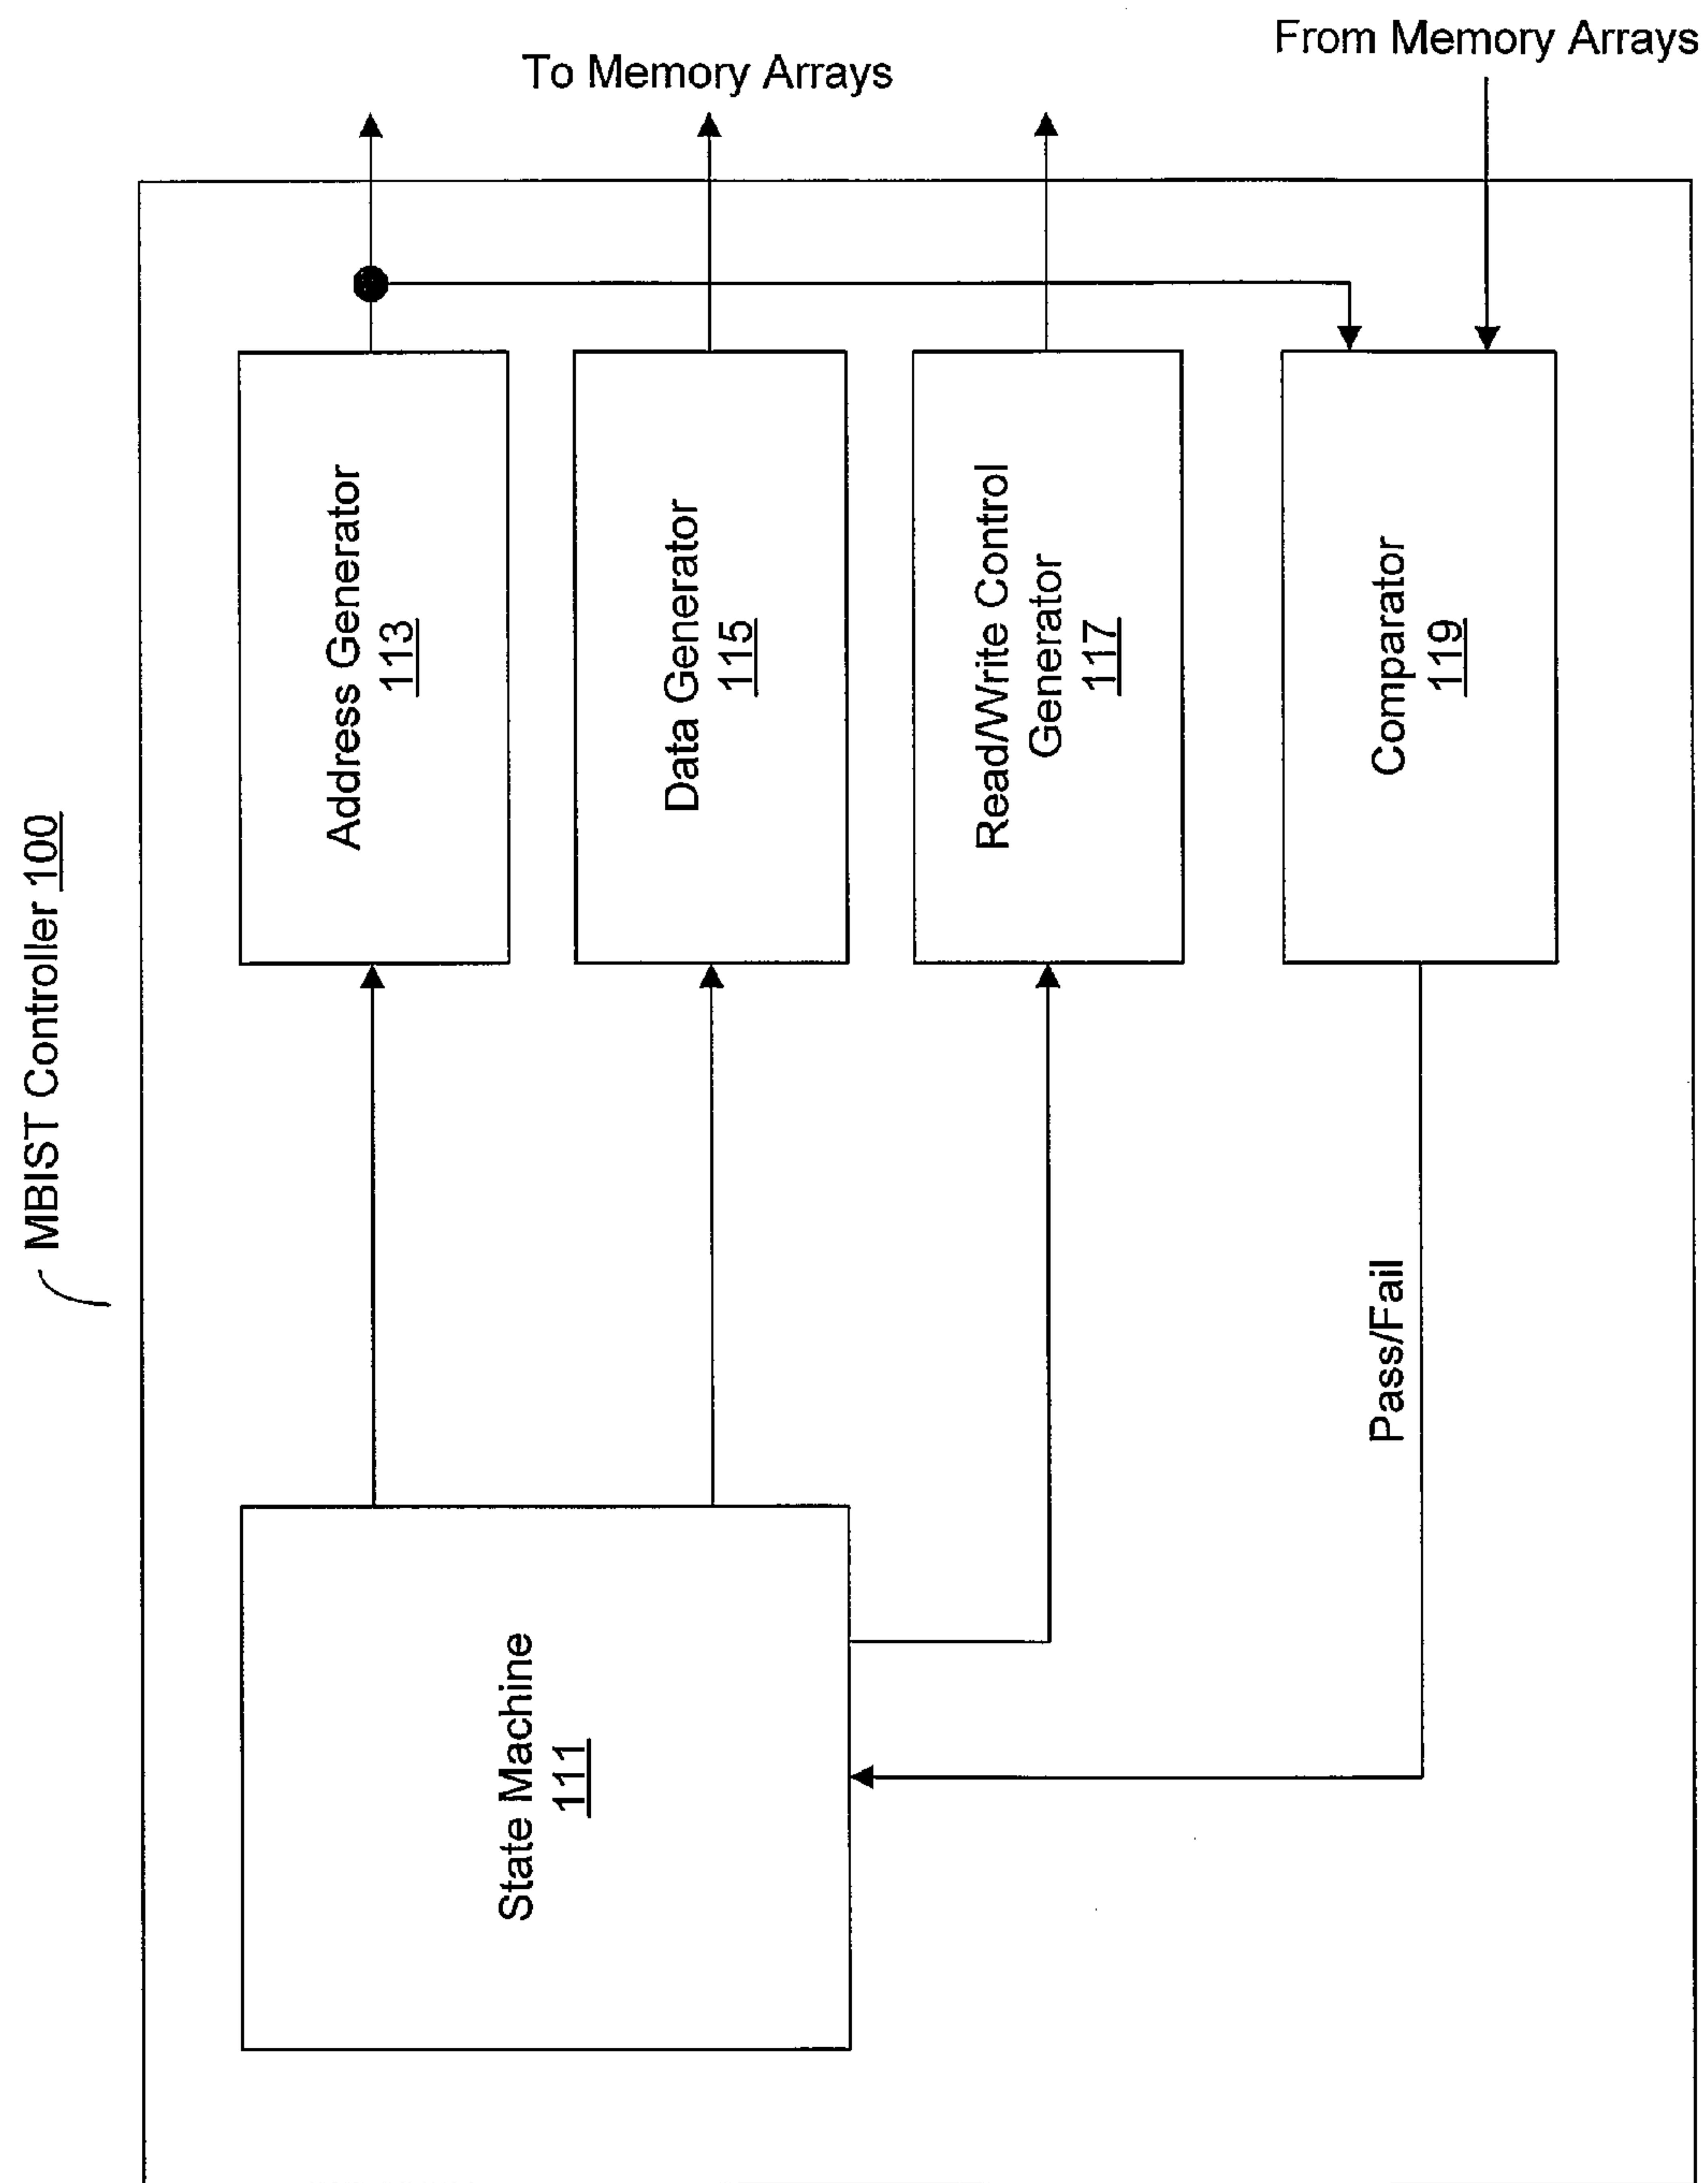 From Memory Arrays
To Memory Arrays
MBIST Controller 100
Address Generator
113
Data Generator
115
Read/Write Control
Generator
117
Comparator
119
Pass/Fail
State Machine
111